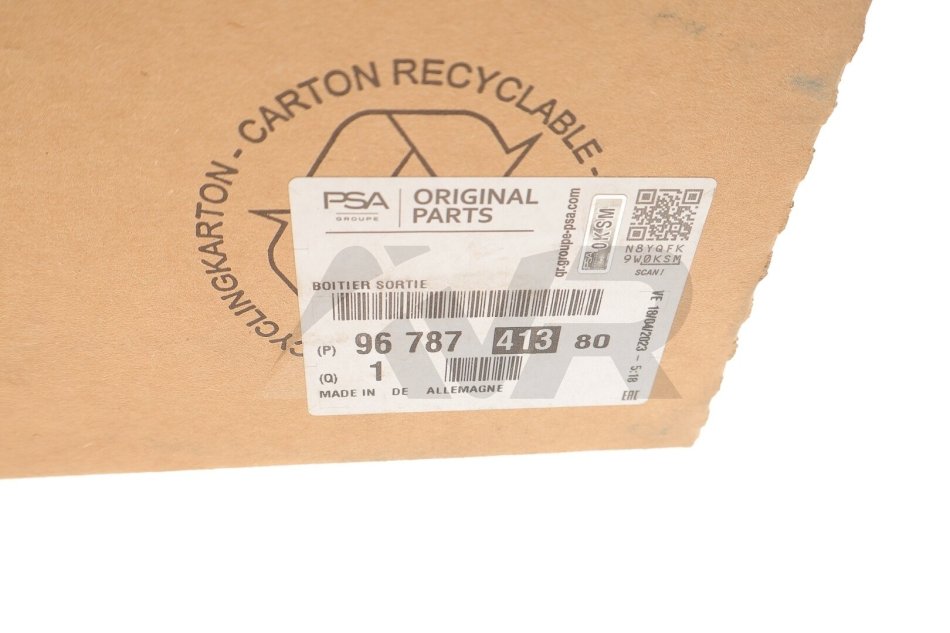 CARTON RECYCLABLE -
CYCLINGKARTON -
PSA
GROUPE
ORIGINAL
PARTS
qr.groupe-psa.com
0KSM
N8YQFK
9W0KSM
SCAN!
BOITIER SORTIE
(P) 96 787 413 80
(Q) 1
MADE IN DE ALLEMAGNE
VE 18/04/2023 - 5:18
EAC